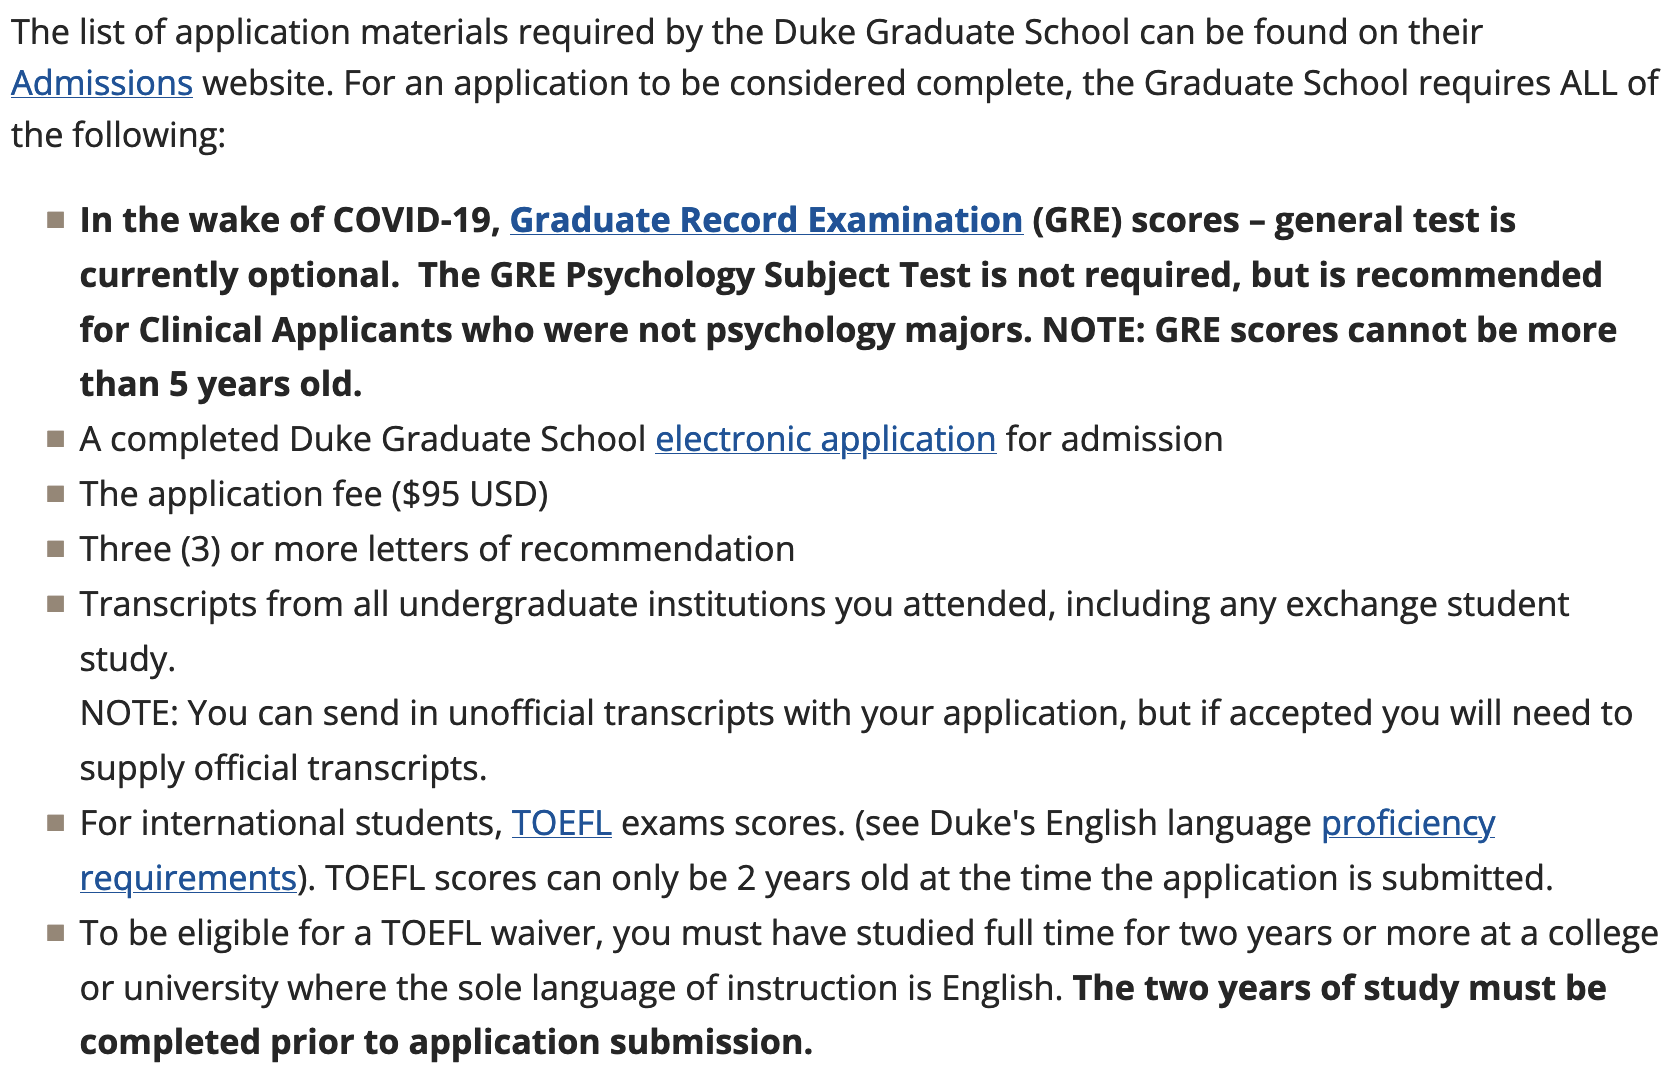 The list of application materials required by the Duke Graduate School can be found on their
Admissions website. For an application to be considered complete, the Graduate School requires ALL of
the following:
In the wake of COVID-19, Graduate Record Examination (GRE) scores – general test is
currently optional.  The GRE Psychology Subject Test is not required, but is recommended
for Clinical Applicants who were not psychology majors. NOTE: GRE scores cannot be more
than 5 years old.
A completed Duke Graduate School electronic application for admission
The application fee ($95 USD)
Three (3) or more letters of recommendation
Transcripts from all undergraduate institutions you attended, including any exchange student
study.
NOTE: You can send in unofficial transcripts with your application, but if accepted you will need to
supply official transcripts.
For international students, TOEFL exams scores. (see Duke's English language proficiency
requirements). TOEFL scores can only be 2 years old at the time the application is submitted.
To be eligible for a TOEFL waiver, you must have studied full time for two years or more at a college
or university where the sole language of instruction is English. The two years of study must be
completed prior to application submission.